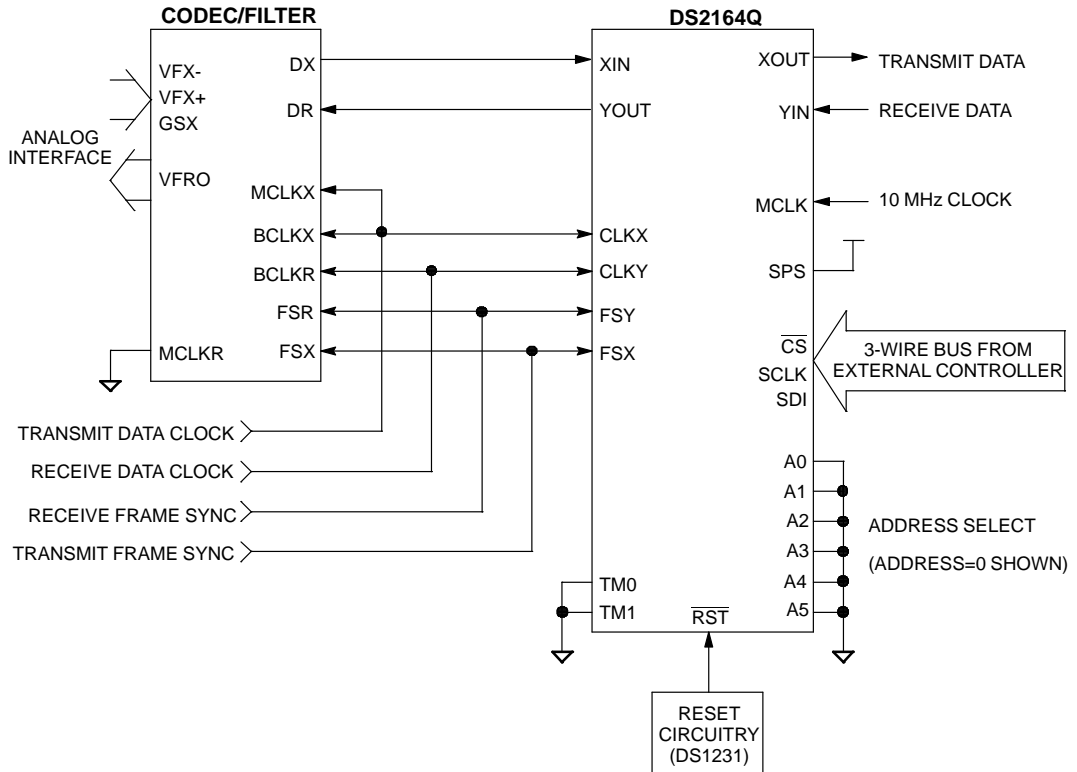 CODEC/FILTER
DS2164Q
VFX-
VFX+
GSX
ANALOG
INTERFACE
VFRO
MCLKR
DX
DR
MCLKX
BCLKX
BCLKR
FSR
FSX
XIN
YOUT
CLKX
CLKY
FSY
FSX
TM0
TM1
RST
XOUT
YIN
MCLK
SPS
CS
SCLK
SDI
A0
A1
A2
A3
A4
A5
TRANSMIT DATA
RECEIVE DATA
10 MHz CLOCK
3-WIRE BUS FROM
EXTERNAL CONTROLLER
ADDRESS SELECT
(ADDRESS=0 SHOWN)
TRANSMIT DATA CLOCK
RECEIVE DATA CLOCK
RECEIVE FRAME SYNC
TRANSMIT FRAME SYNC
RESET
CIRCUITRY
(DS1231)